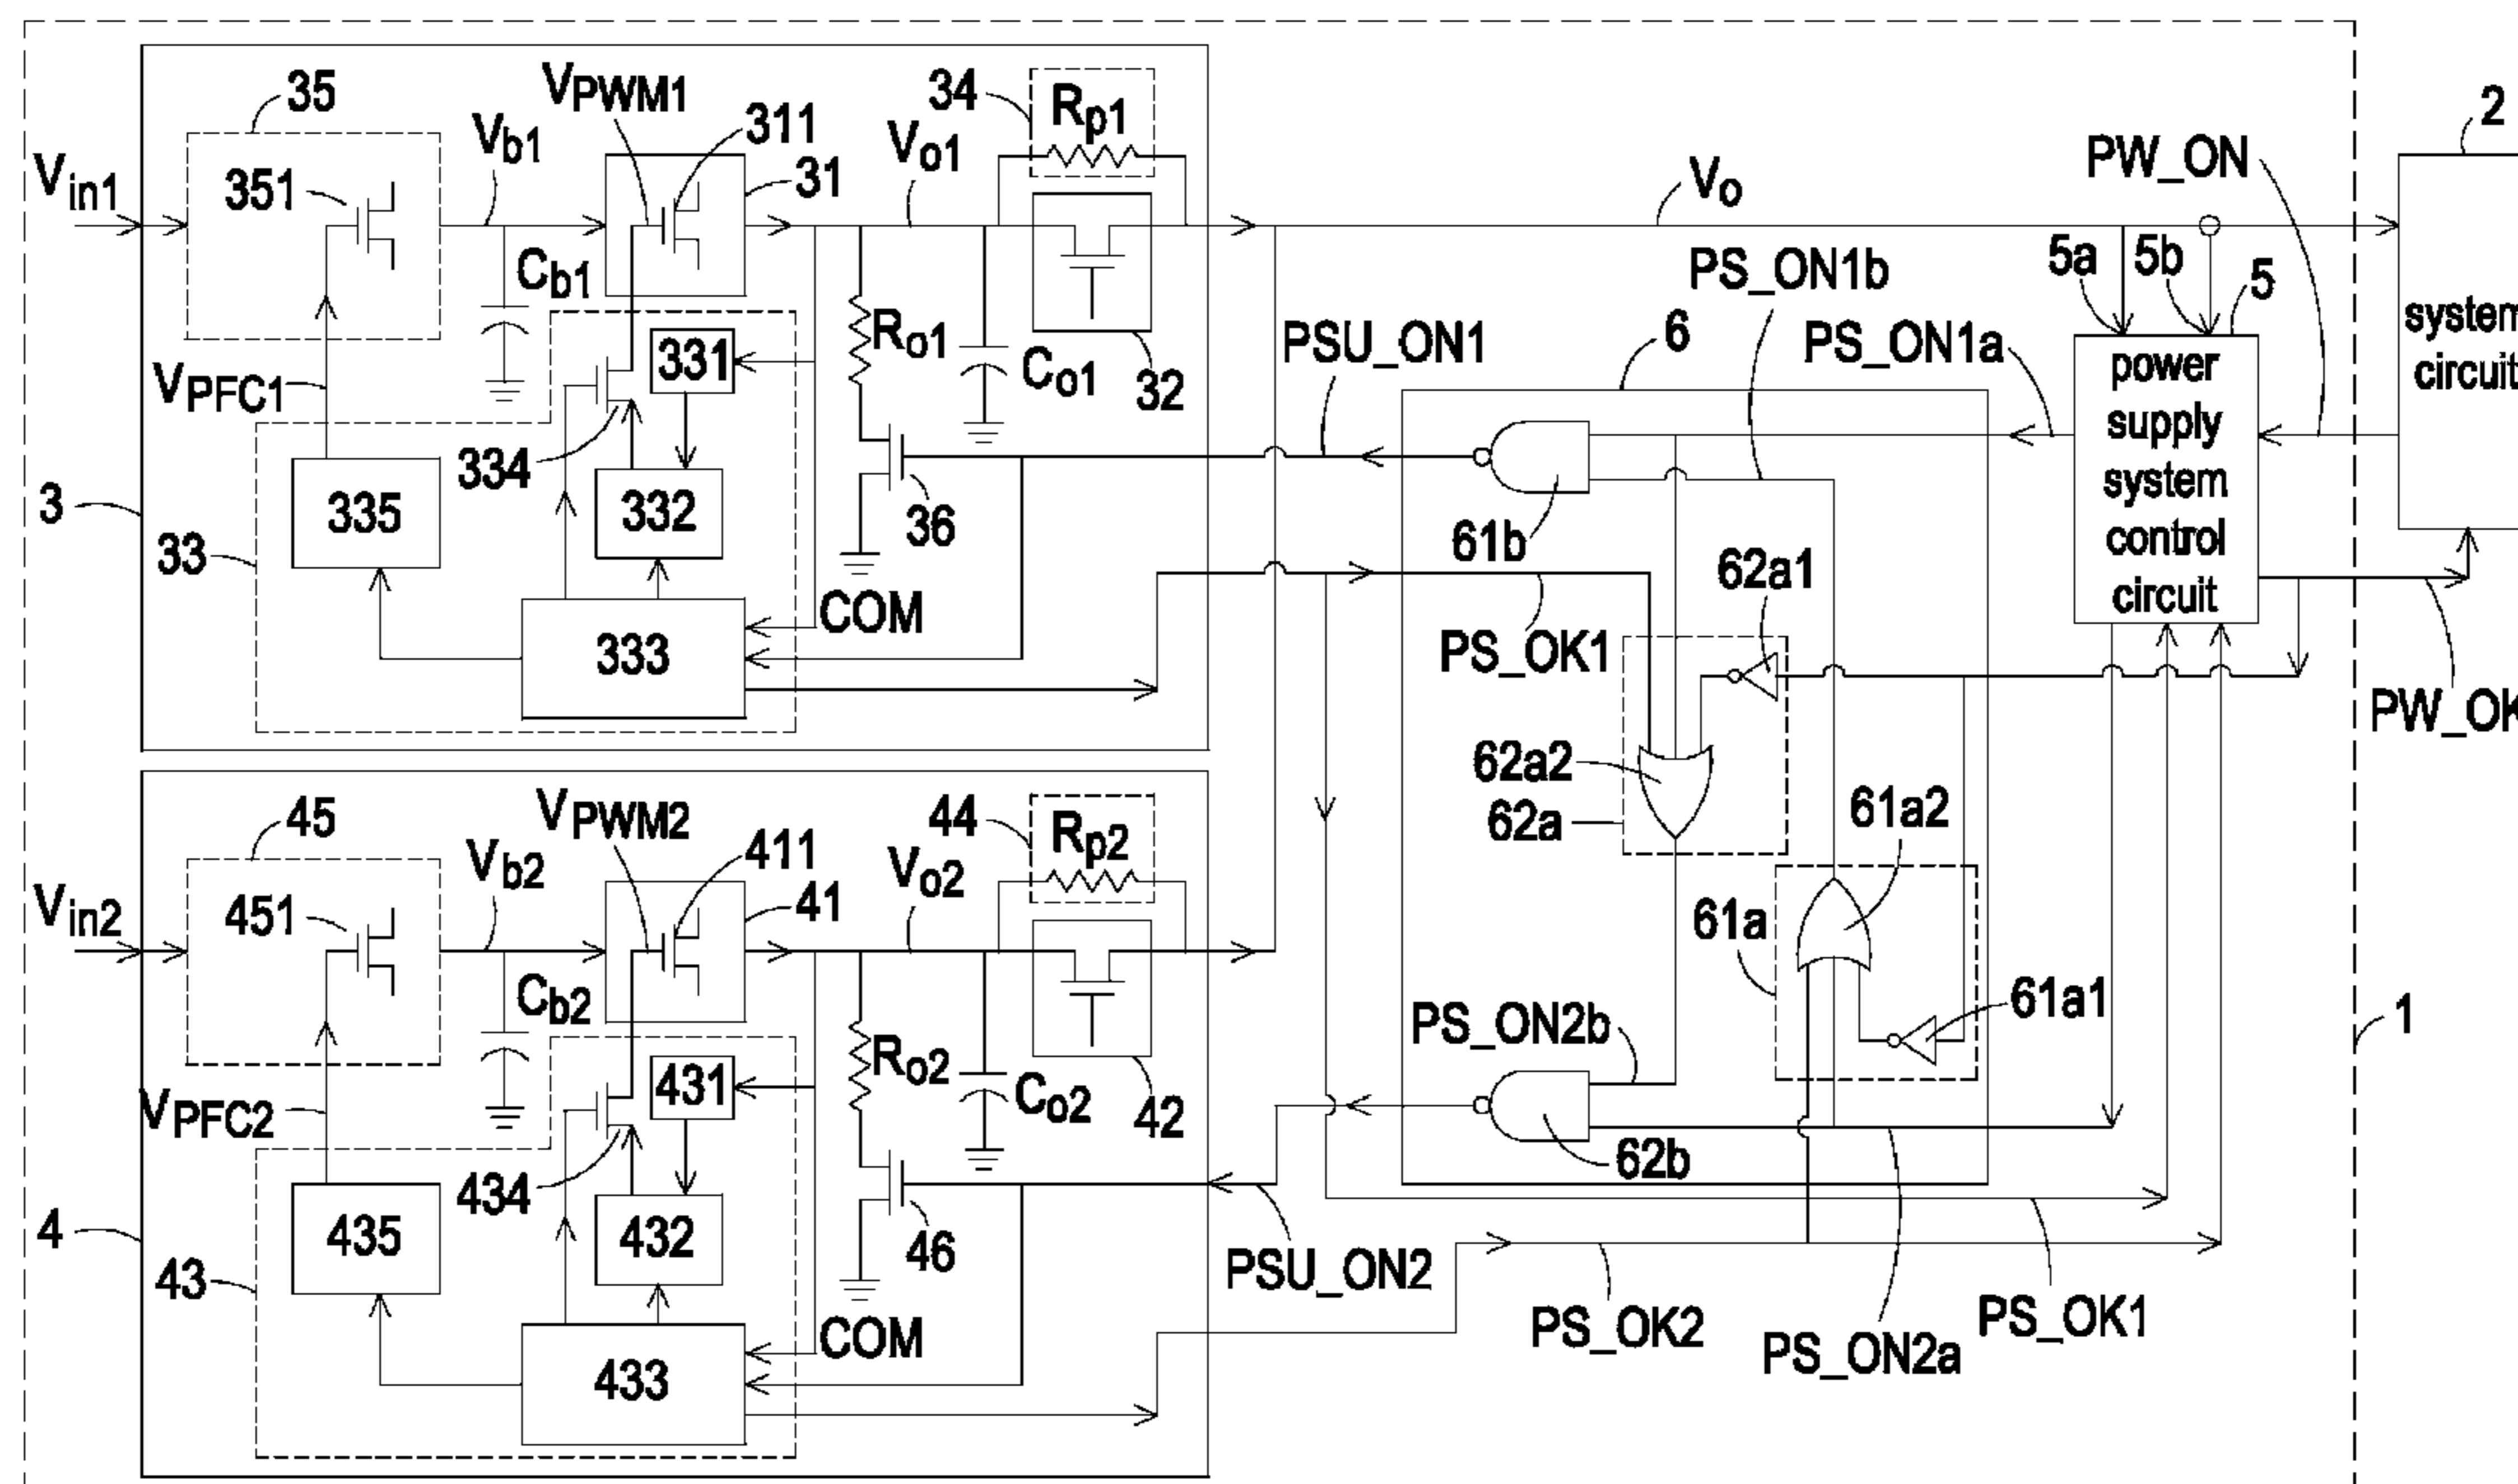 35
VPWM1
311
34
Rp1
2
Vin1
351
Vb1
31
Vo1
Vo
PW_ON
Cb1
PS_ON1b
5a
5b
5
system
circuit
VPFC1
331
Ro1
Co1
32
PSU_ON1
6
PS_ON1a
power
supply
system
control
circuit
334
3
335
332
36
61b
33
62a1
COM
333
PS_OK1
62a2
62a
PW_OK
45
VPWM2
411
44
Rp2
61a2
Vin2
451
Vb2
41
Vo2
61a
Cb2
61a1
1
VPFC2
431
Ro2
Co2
42
PS_ON2b
434
62b
4
435
432
46
43
PSU_ON2
COM
433
PS_OK2
PS_ON2a
PS_OK1